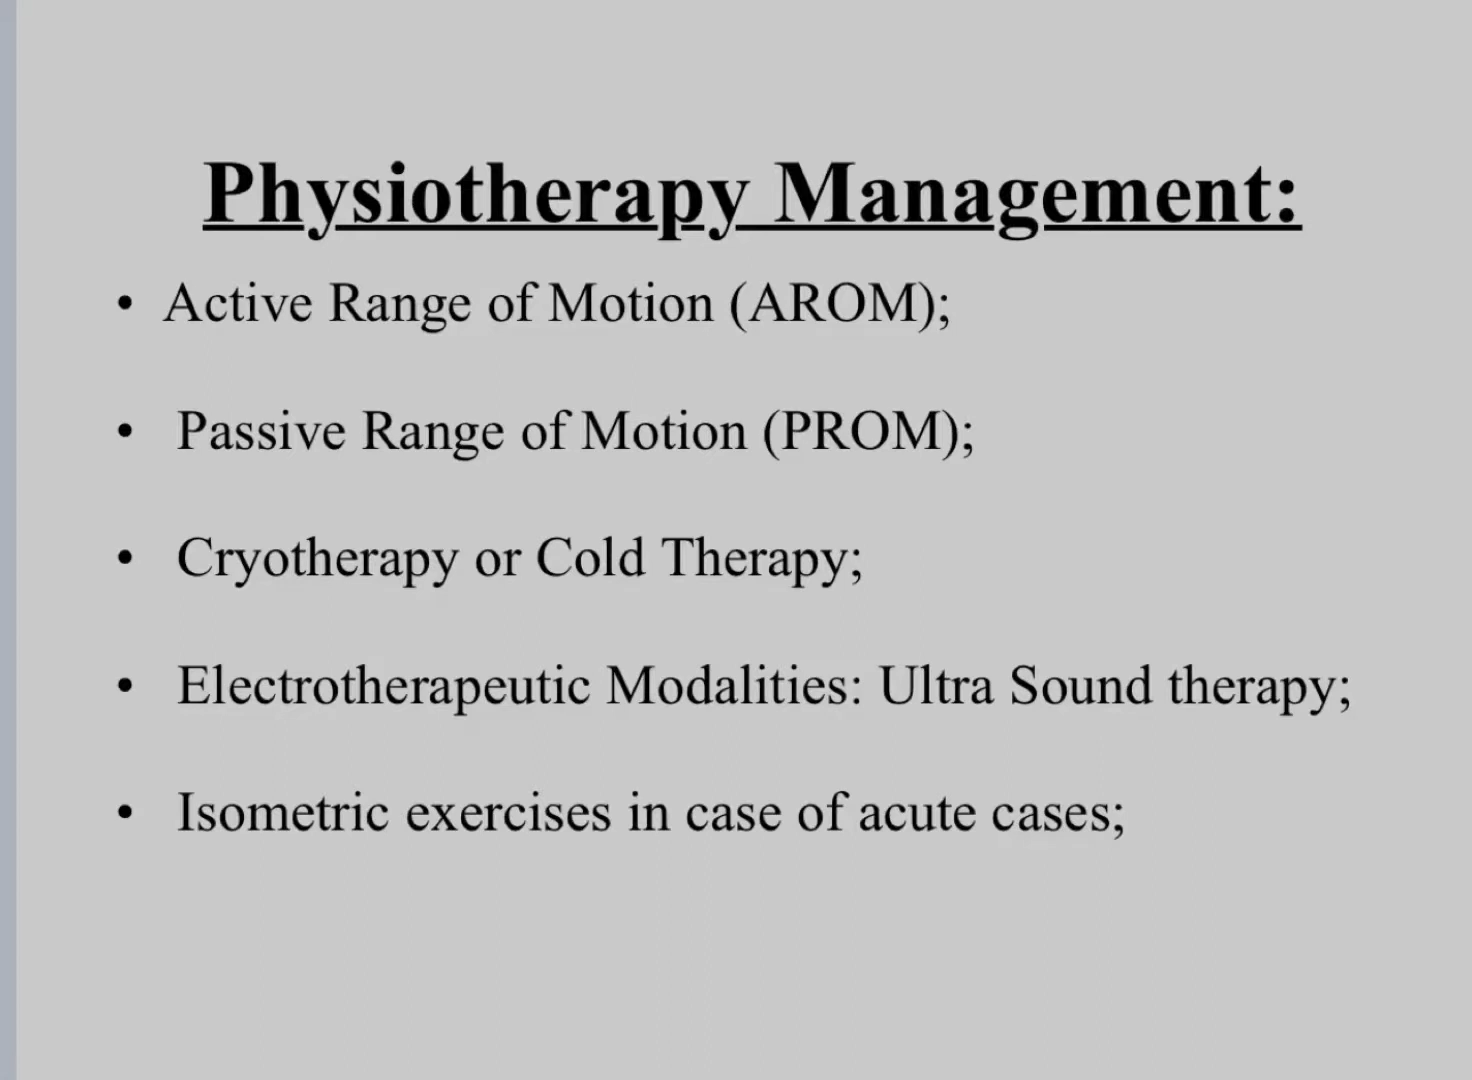 Physiotherapy Management:
• Active Range of Motion (AROM);
• Passive Range of Motion (PROM);
• Cryotherapy or Cold Therapy;
• Electrotherapeutic Modalities: Ultra Sound therapy;
• Isometric exercises in case of acute cases;